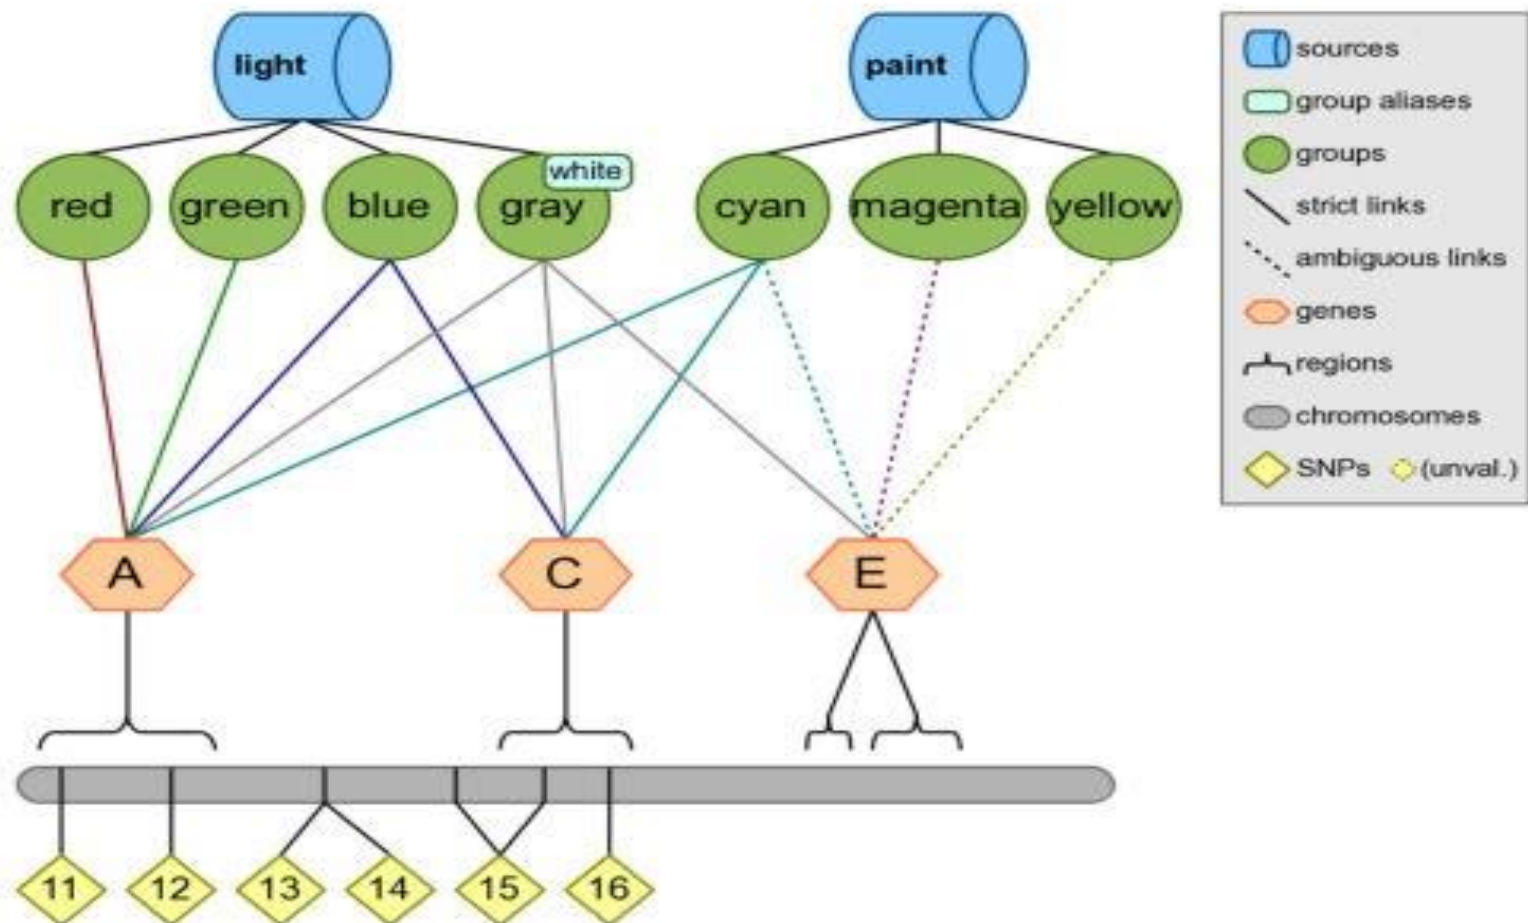 light
paint
white
red
green
blue
gray
cyan
magenta
yellow
A
C
E
11
12
13
14
15
16
sources
group aliases
groups
strict links
ambiguous links
genes
regions
chromosomes
SNPs (unval.)